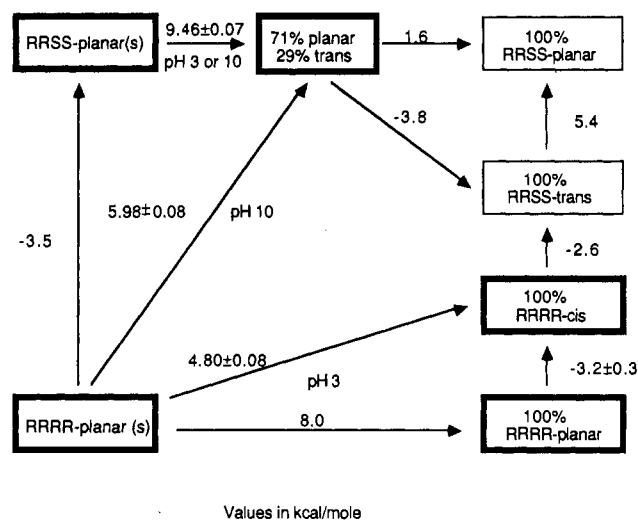 RRSS-planar(s)
9.46±0.07
pH 3 or 10
71% planar
29% trans
1.6
100%
RRSS-planar
-3.8
5.4
100%
RRSS-trans
5.98±0.08
pH 10
-3.5
-2.6
100%
RRRR-cis
4.80±0.08
pH 3
-3.2±0.3
RRRR-planar (s)
8.0
100%
RRRR-planar
Values in kcal/mole